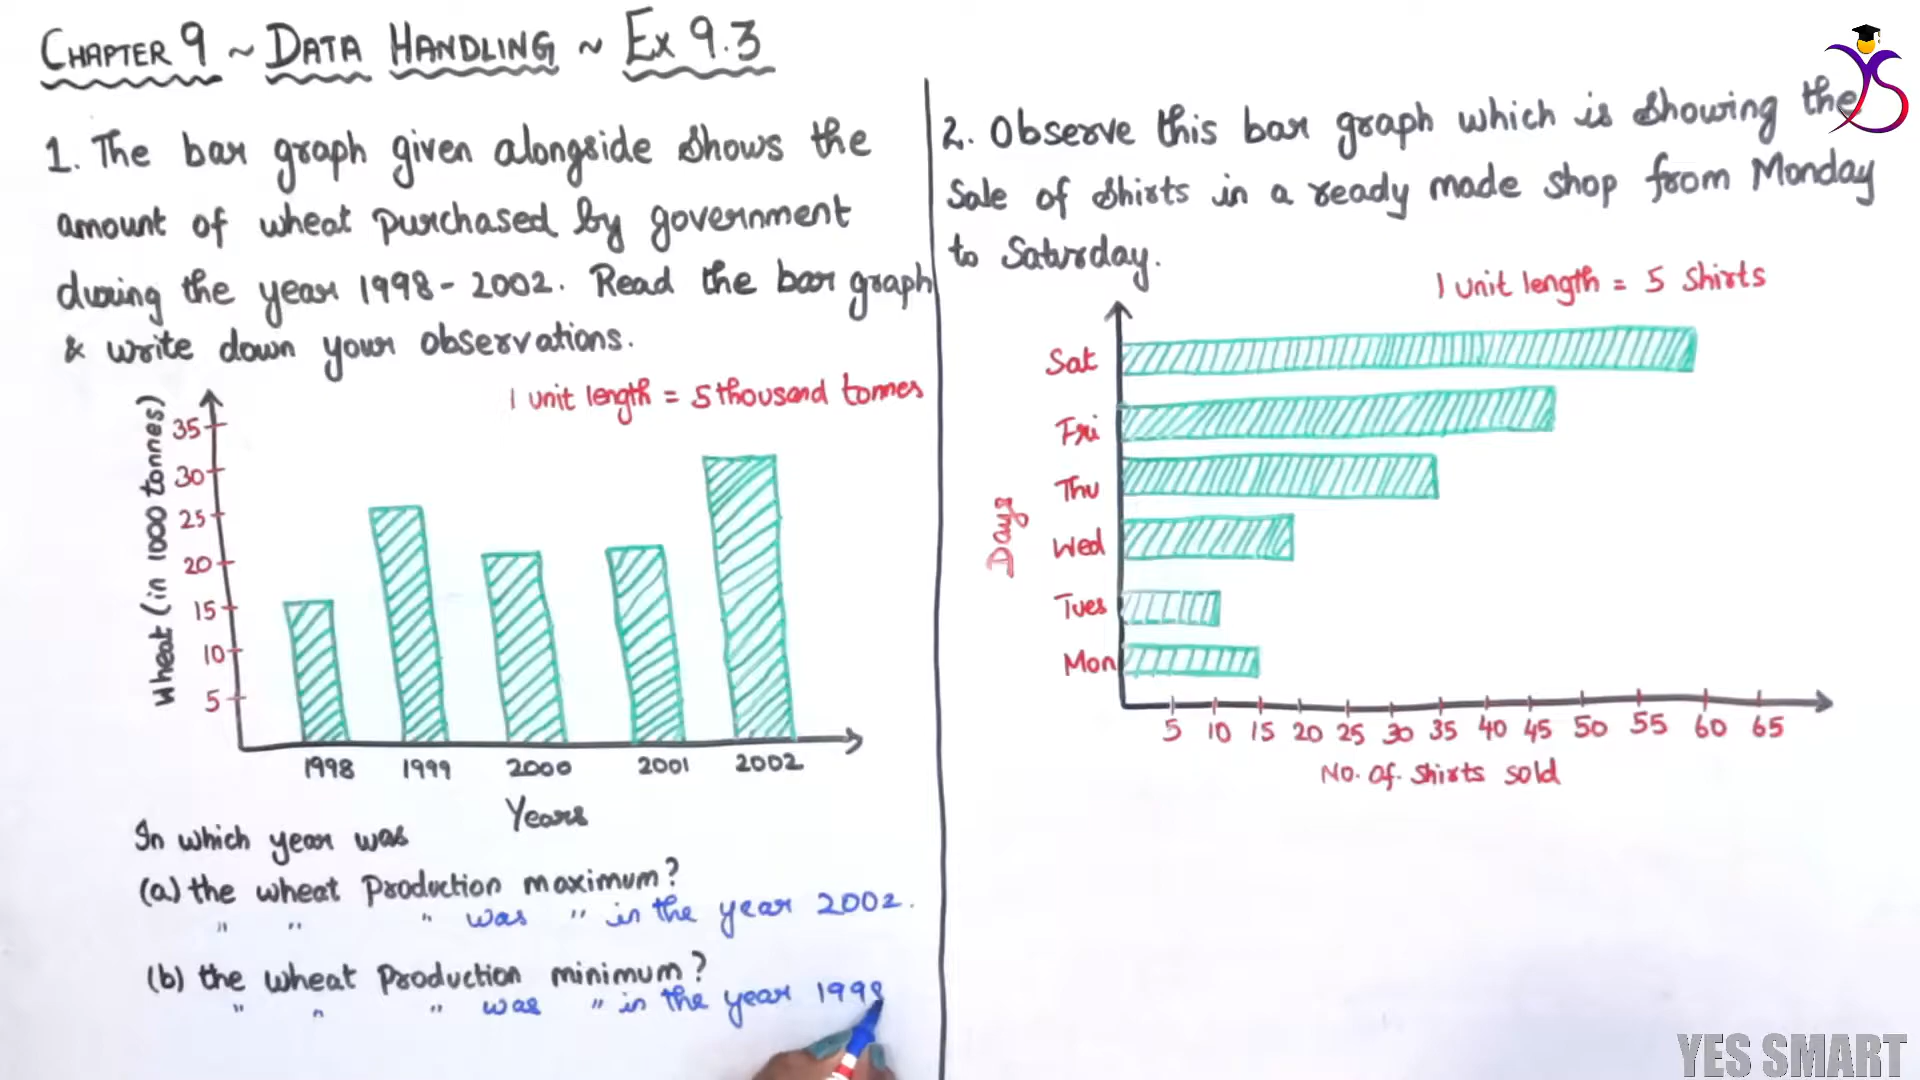 CHAPTER 9 ~ DATA HANDLING ~ Ex 9.3
1. The bar graph given alongside shows the
amount of wheat purchased by government
during the year 1998-2002. Read the bar graph
& write down your observations.
1 unit length = 5 thousand tonnes
Wheat (in 1000 tonnes)
35
30
25
20
15
10
5
1998 1999 2000 2001 2002
Years
In which year was
(a) the wheat production maximum?
" " " was " in the year 2002.
(b) the wheat production minimum?
" " " was " in the year 1998
2. Observe this bar graph which is showing the
sale of shirts in a ready made shop from Monday
to Saturday.
1 unit length = 5 shirts
Days
Sat
Fri
Thu
Wed
Tues
Mon
5 10 15 20 25 30 35 40 45 50 55 60 65
No. of. shirts sold
YS
YES SMART